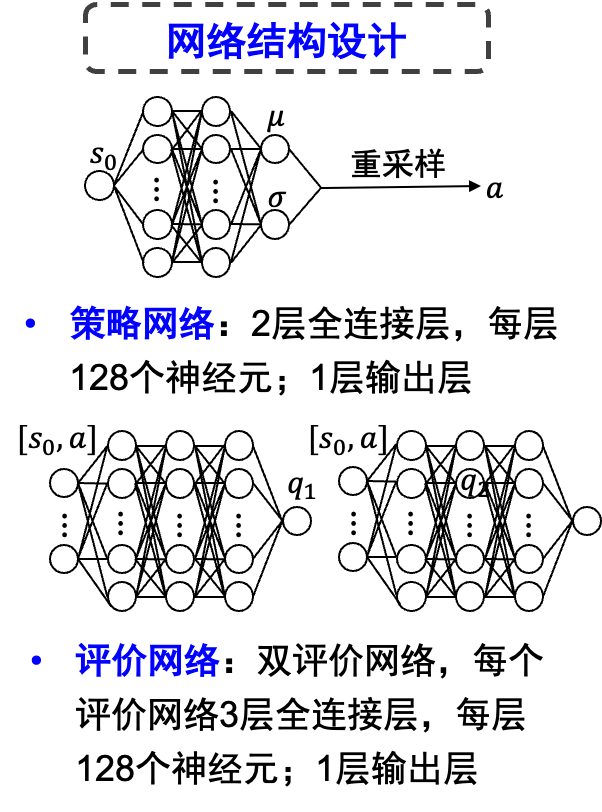 网络结构设计
s₀
μ
σ
重采样
a
• 策略网络：2层全连接层，每层
128个神经元；1层输出层
[s₀, a]
q₁
[s₀, a]
q₂
• 评价网络：双评价网络，每个
评价网络3层全连接层，每层
128个神经元；1层输出层